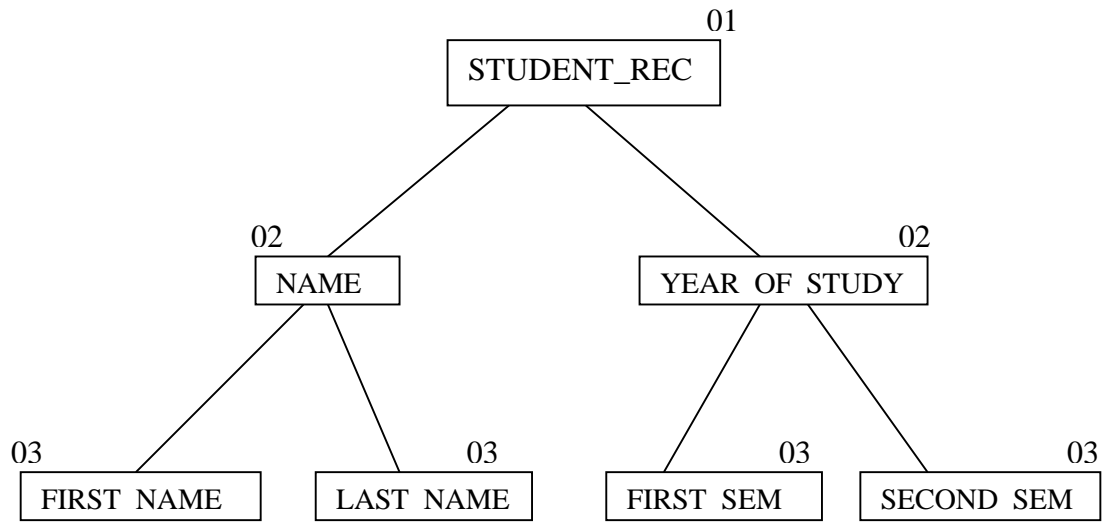 01
STUDENT_REC
02
02
NAME
YEAR OF STUDY
03
03
03
03
FIRST NAME
LAST NAME
FIRST SEM
SECOND SEM